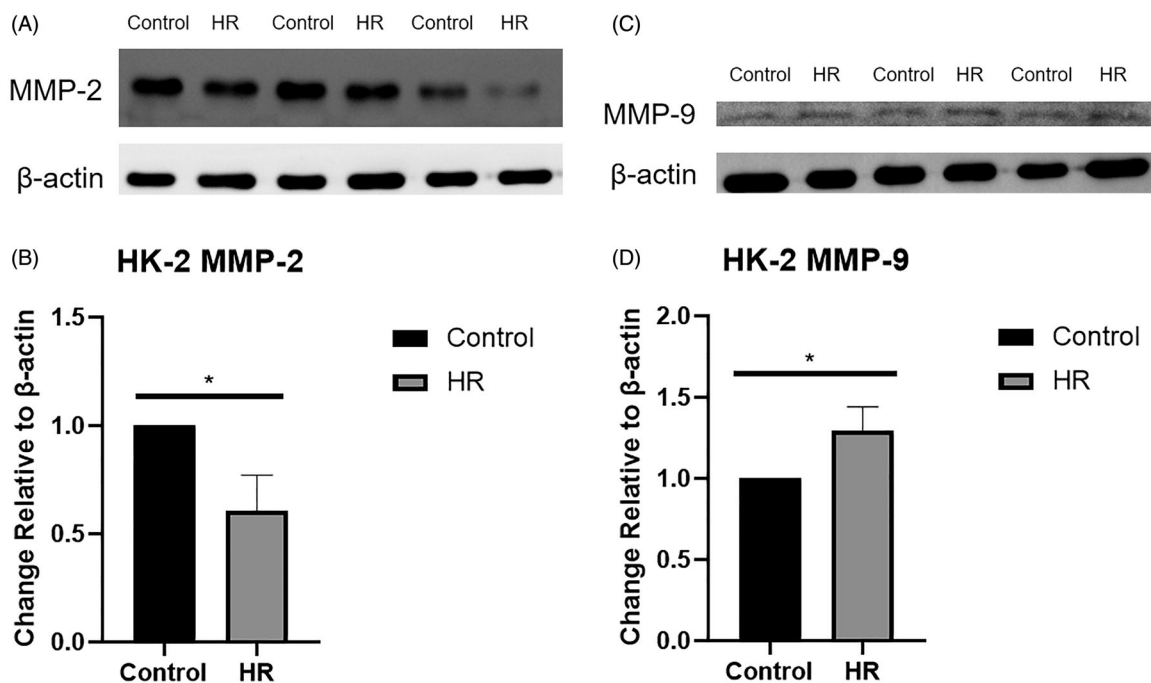 (A)
Control HR Control HR Control HR
MMP-2
β-actin
(C)
Control HR Control HR Control HR
MMP-9
β-actin
(B)
HK-2 MMP-2
Change Relative to β-actin
1.5
1.0
0.5
0.0
*
Control HR
Control
HR
(D)
HK-2 MMP-9
Change Relative to β-actin
2.0
1.5
1.0
0.5
0.0
*
Control HR
Control
HR